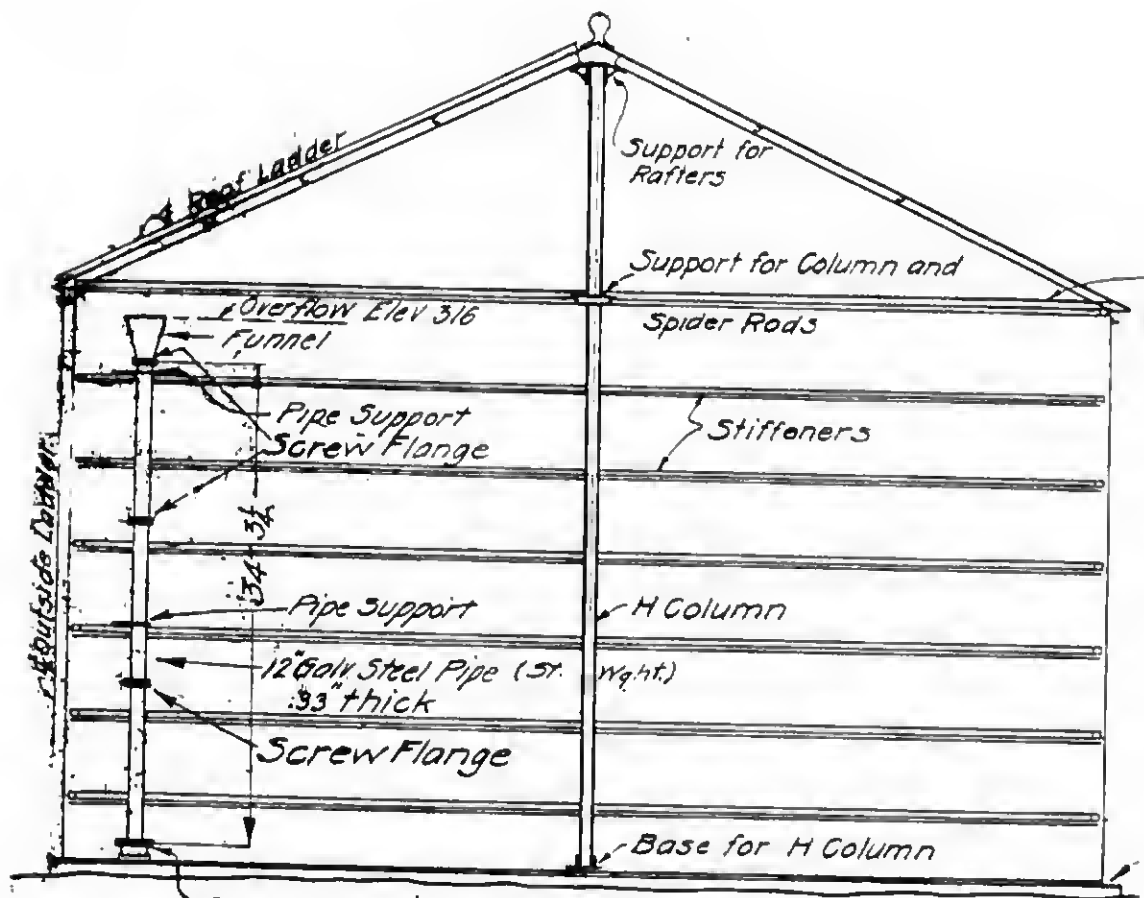 Roof Ladder
Support for
Rafters
Support for Column and
Spider Rods
Overflow Elev 316
Funnel
Pipe Support
Screw Flange
Stiffeners
Outside Ladder
34'-3¼"
Pipe Support
H Column
12" Galv. Steel Pipe (St. Wght.)
.33" thick
Screw Flange
Base for H Column